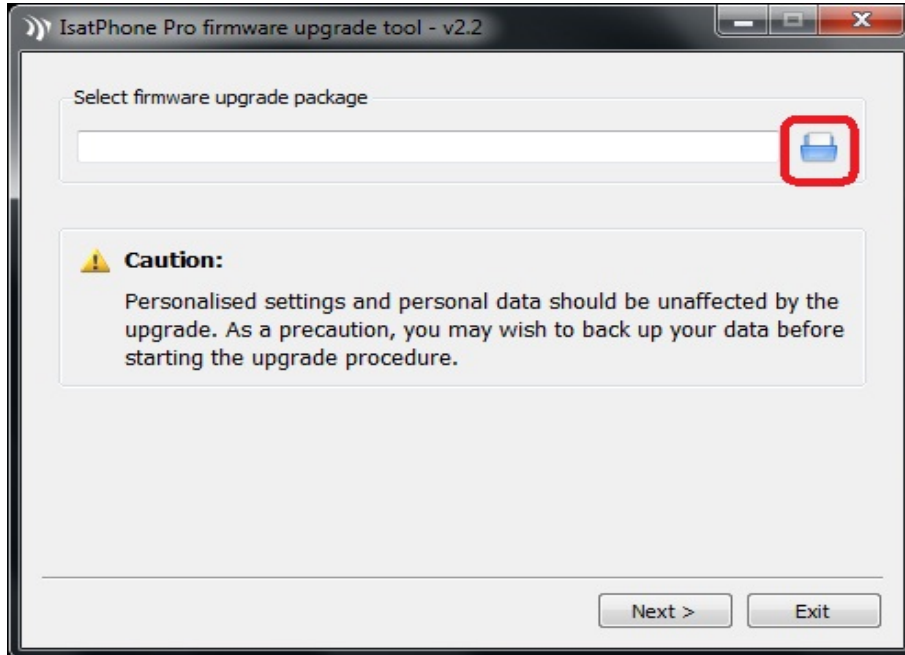 IsatPhone Pro firmware upgrade tool - v2.2
Select firmware upgrade package
Caution:
Personalised settings and personal data should be unaffected by the
upgrade. As a precaution, you may wish to back up your data before
starting the upgrade procedure.
Next > Exit